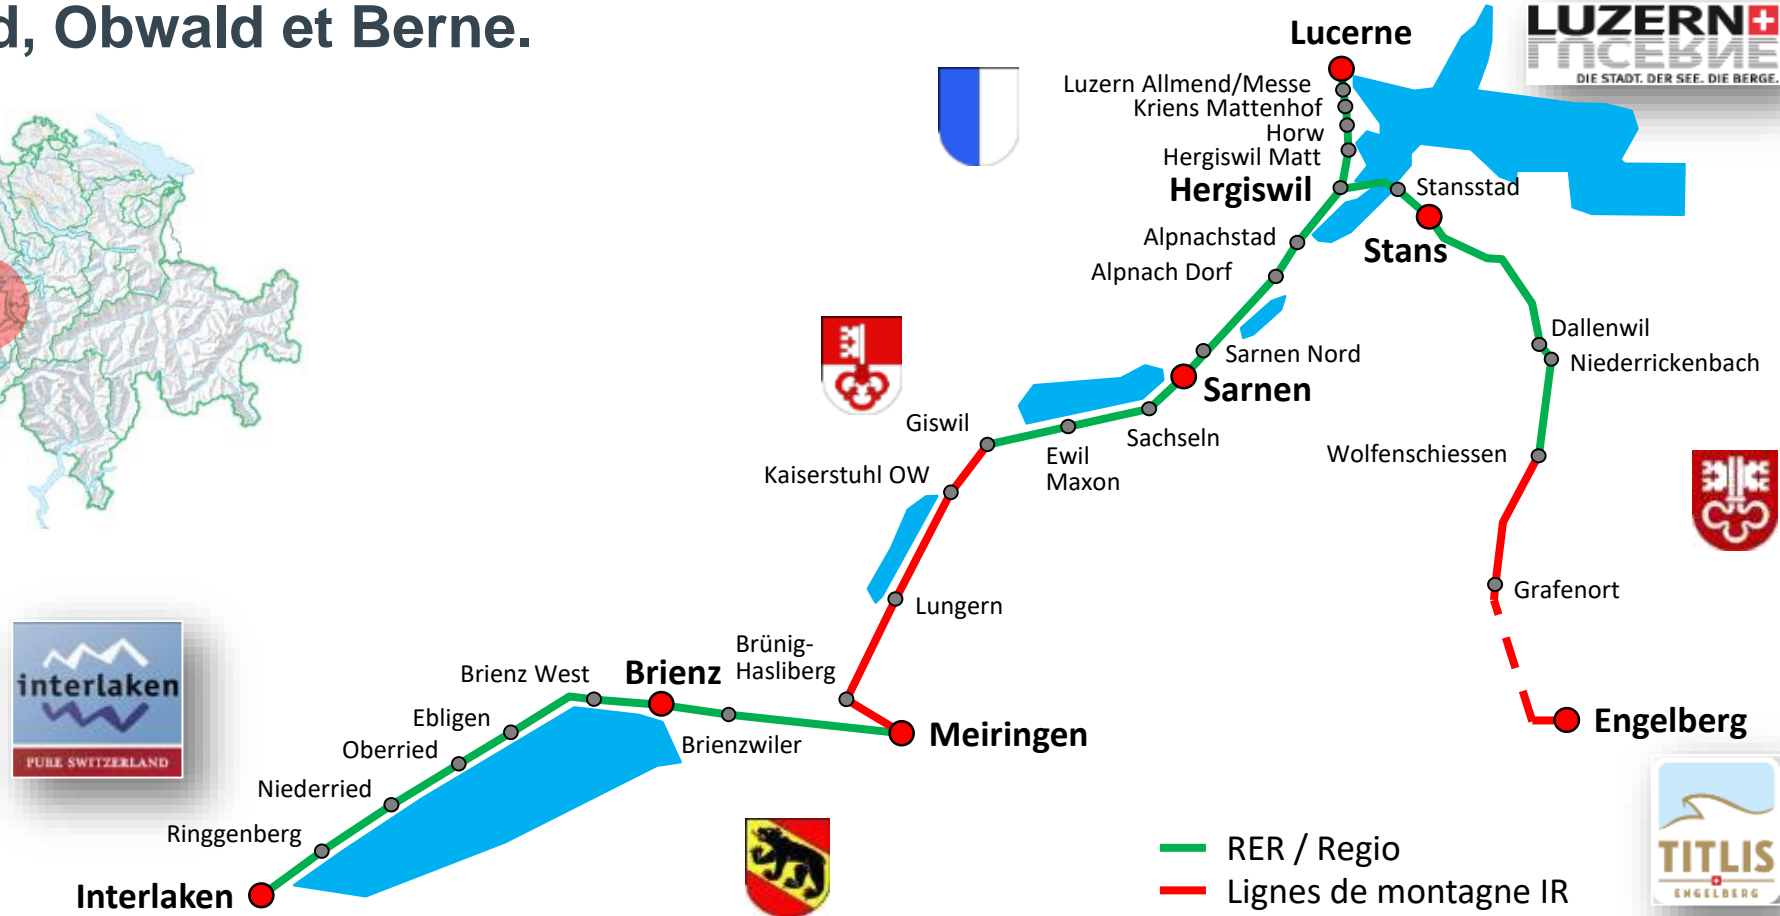 d, Obwald et Berne.
LUZERN
LUCERNE
DIE STADT. DER SEE. DIE BERGE.
Lucerne
Luzern Allmend/Messe
Kriens Mattenhof
Horw
Hergiswil Matt
Hergiswil
Stansstad
Stans
Alpnachstad
Alpnach Dorf
Dallenwil
Niederrickenbach
Sarnen Nord
Sarnen
Giswil
Sachseln
Ewil
Maxon
Wolfenschiessen
Kaiserstuhl OW
Grafenort
Lungern
Brünig-
Hasliberg
Brienz West
Brienz
Ebligen
Oberried
Brienzwiler
Meiringen
Engelberg
Niederried
Ringgenberg
Interlaken
interlaken
PURE SWITZERLAND
RER / Regio
Lignes de montagne IR
TITLIS
ENGELBERG